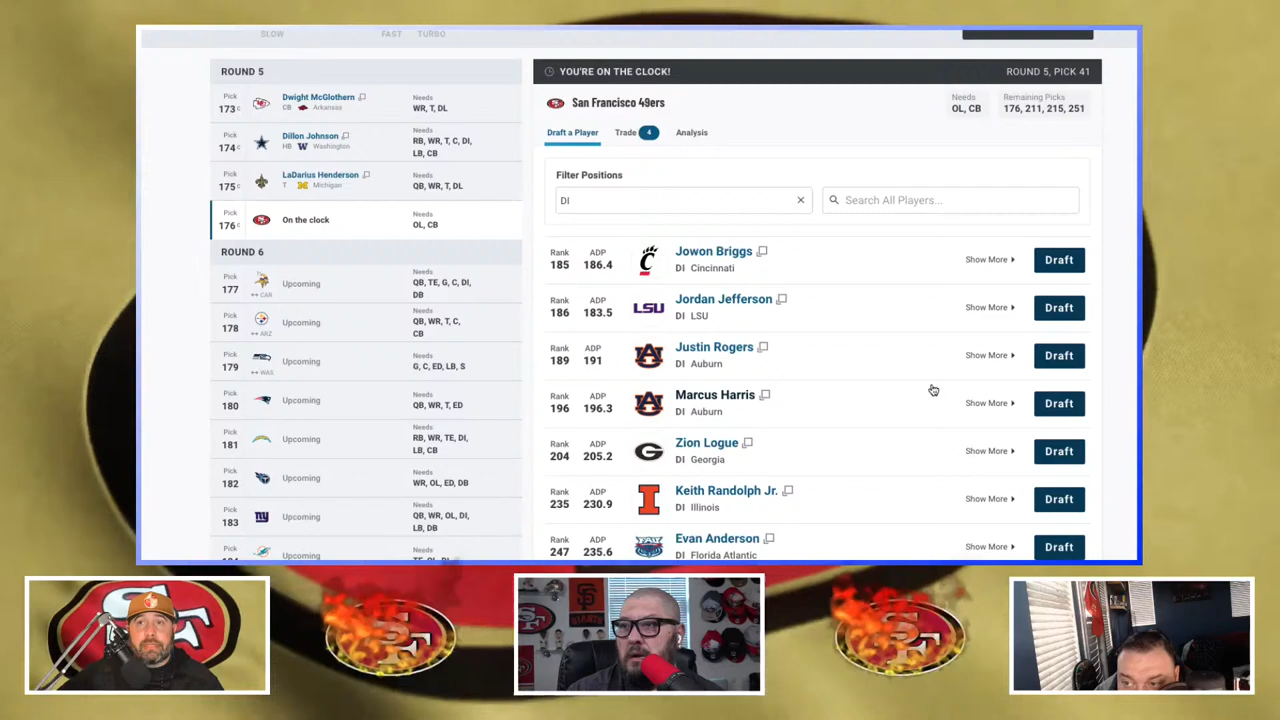 SLOW FAST TURBO
ROUND 5
Pick 173 Dwight McGlothern CB Arkansas Needs WR, T, DL
Pick 174 Dillon Johnson HB Washington Needs RB, WR, T, C, DI, LB, CB
Pick 175 LaDarius Henderson T Michigan Needs QB, WR, T, DL
Pick 176 On the clock Needs OL, CB
ROUND 6
Pick 177 ↔ CAR Upcoming Needs QB, TE, G, C, DI, DB
Pick 178 ↔ ARZ Upcoming Needs QB, WR, T, C, CB
Pick 179 ↔ WAS Upcoming Needs G, C, ED, LB, S
Pick 180 Upcoming Needs QB, WR, T, ED
Pick 181 Upcoming Needs RB, WR, TE, DI, LB, CB
Pick 182 Upcoming Needs WR, OL, ED, DB
Pick 183 Upcoming Needs QB, WR, OL, DI, LB, DB
Pick Upcoming Needs
YOU'RE ON THE CLOCK! ROUND 5, PICK 41
San Francisco 49ers Needs OL, CB Remaining Picks 176, 211, 215, 251
Draft a Player Trade 4 Analysis
Filter Positions
DI × Search All Players...
Rank 185 ADP 186.4 Jowon Briggs DI Cincinnati Show More Draft
Rank 186 ADP 183.5 LSU Jordan Jefferson DI LSU Show More Draft
Rank 189 ADP 191 Justin Rogers DI Auburn Show More Draft
Rank 196 ADP 196.3 Marcus Harris DI Auburn Show More Draft
Rank 204 ADP 205.2 Zion Logue DI Georgia Show More Draft
Rank 235 ADP 230.9 Keith Randolph Jr. DI Illinois Show More Draft
Rank 247 ADP 235.6 Evan Anderson DI Florida Atlantic Show More Draft
SF
GIANTS